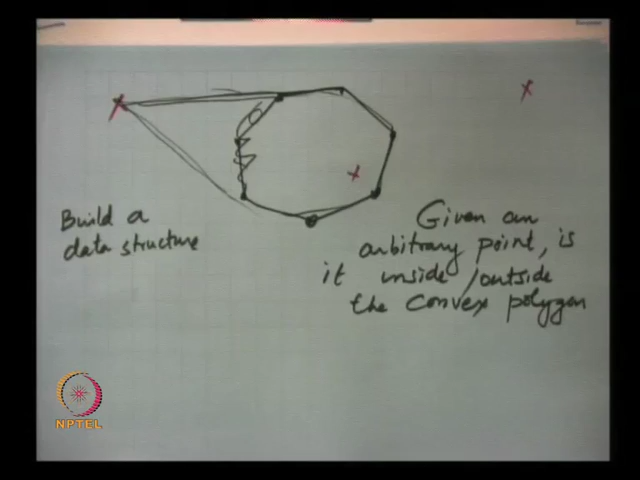 Build a
data structure
Given an
arbitrary point, is
it inside/outside
the convex polygon
NPTEL